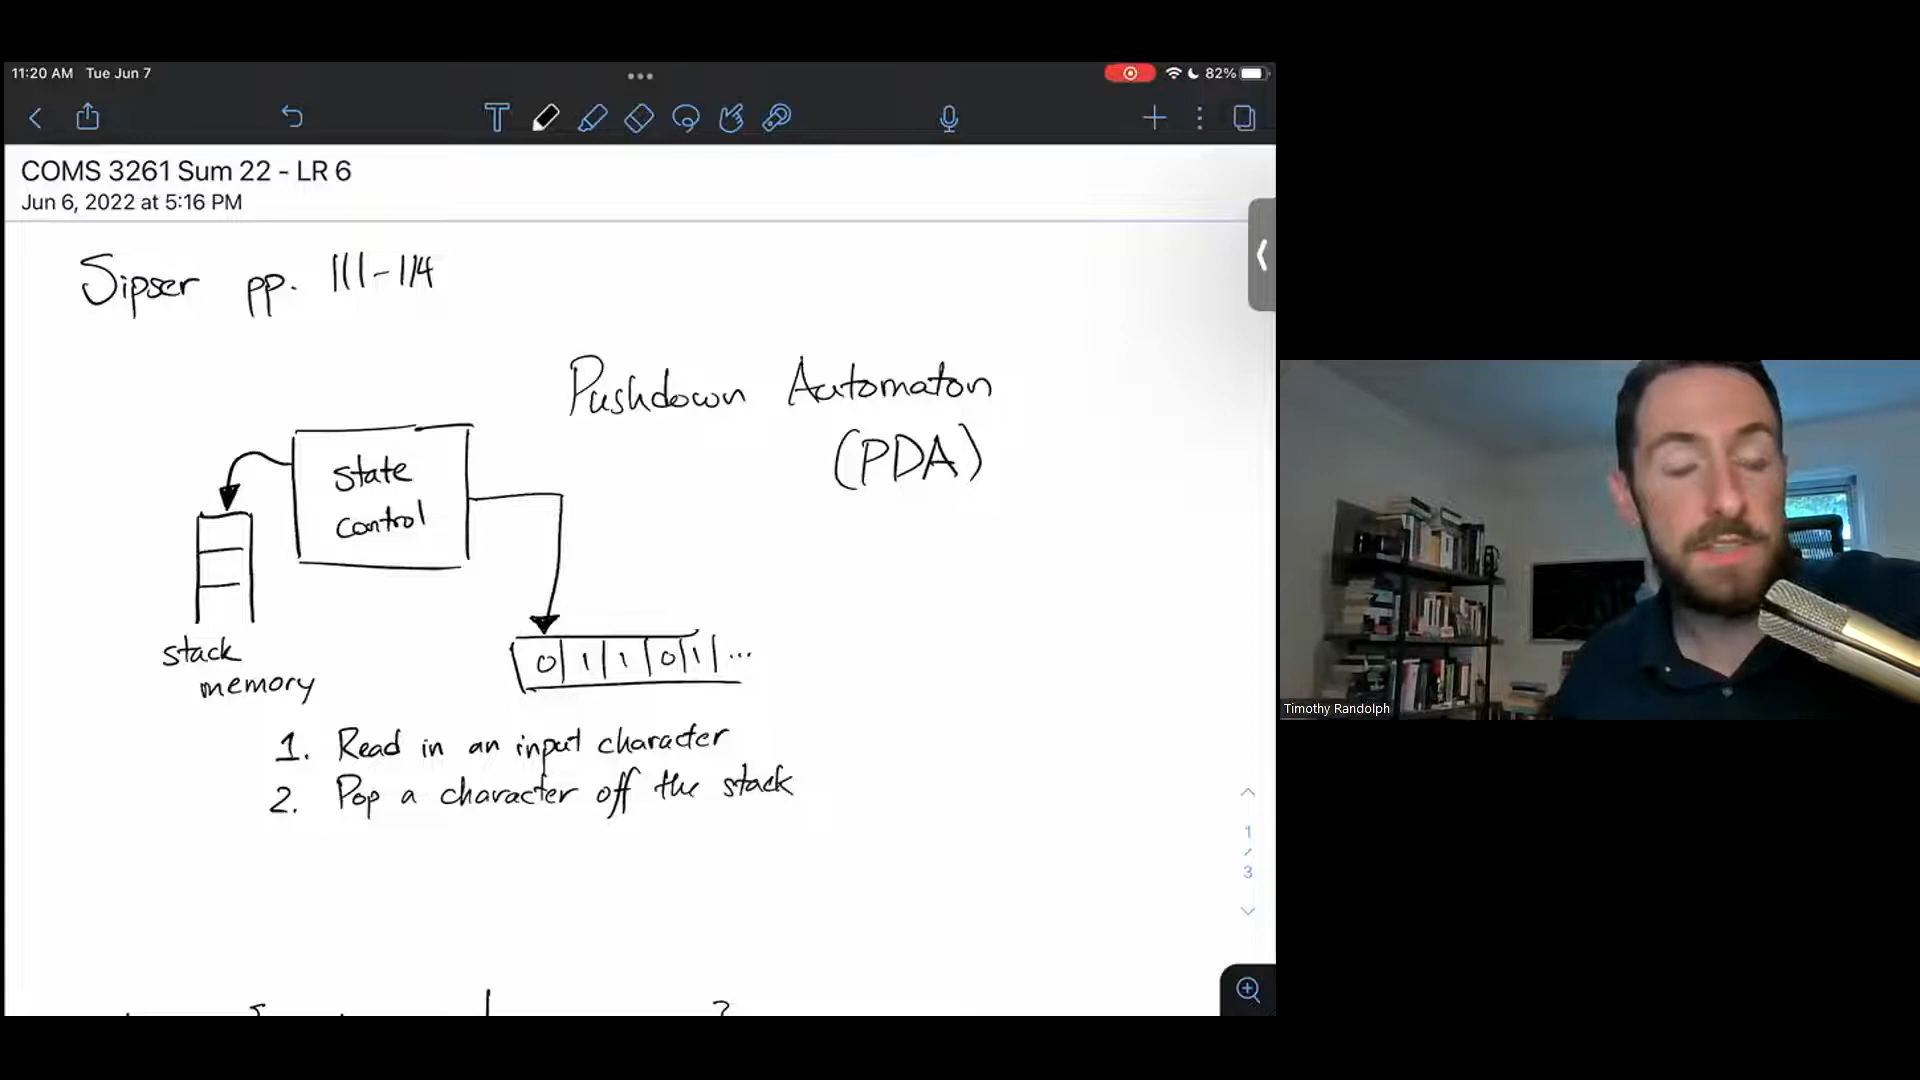 11:20 AM Tue Jun 7
82%
COMS 3261 Sum 22 - LR 6
Jun 6, 2022 at 5:16 PM
Sipser pp. 111-114
Pushdown Automaton
(PDA)
state
control
stack
memory
0 1 1 0 1 ...
1. Read in an input character
2. Pop a character off the stack
1
/
3
Timothy Randolph